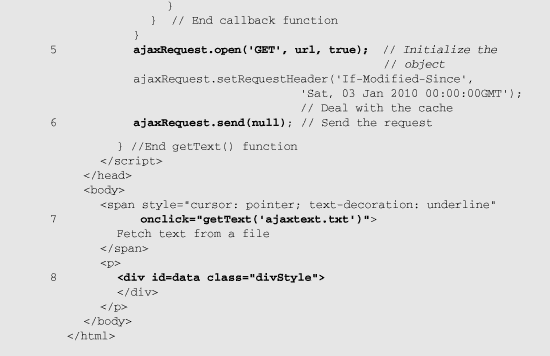 }
} // End callback function
}
5 ajaxRequest.open('GET', url, true); // Initialize the
// object
ajaxRequest.setRequestHeader('If-Modified-Since',
'Sat, 03 Jan 2010 00:00:00GMT');
// Deal with the cache
6 ajaxRequest.send(null); // Send the request
} //End getText() function
</script>
</head>
<body>
<span style="cursor: pointer; text-decoration: underline"
7 onclick="getText('ajaxtext.txt')">
Fetch text from a file
</span>
<p>
8 <div id=data class="divStyle">
</div>
</p>
</body>
</html>